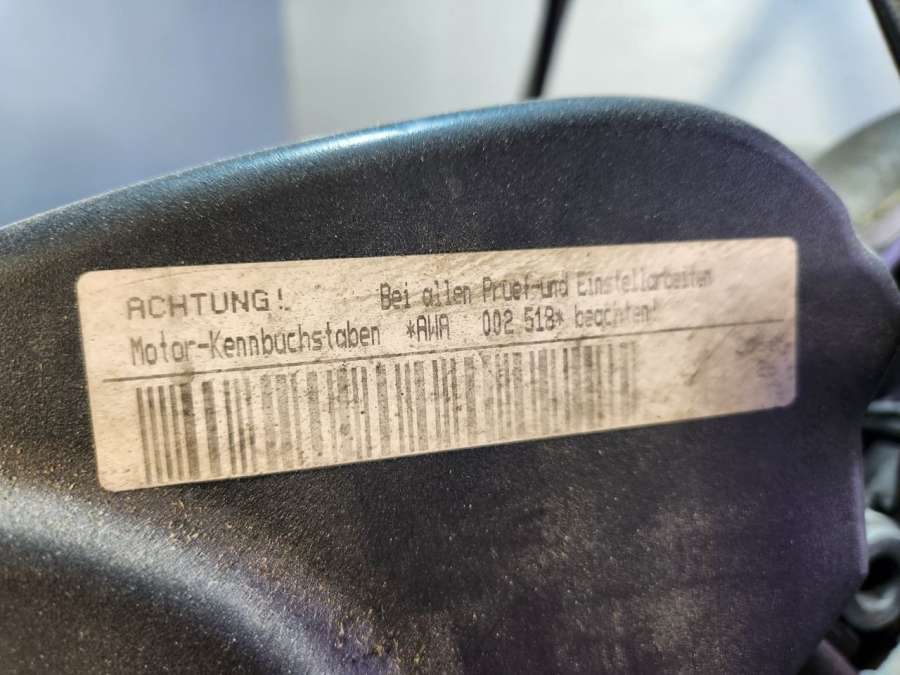 ACHTUNG! Bei allen Pruef-und Einstellarbeiten
Motor-Kennbuchstaben *AWA 002 518* beachten!